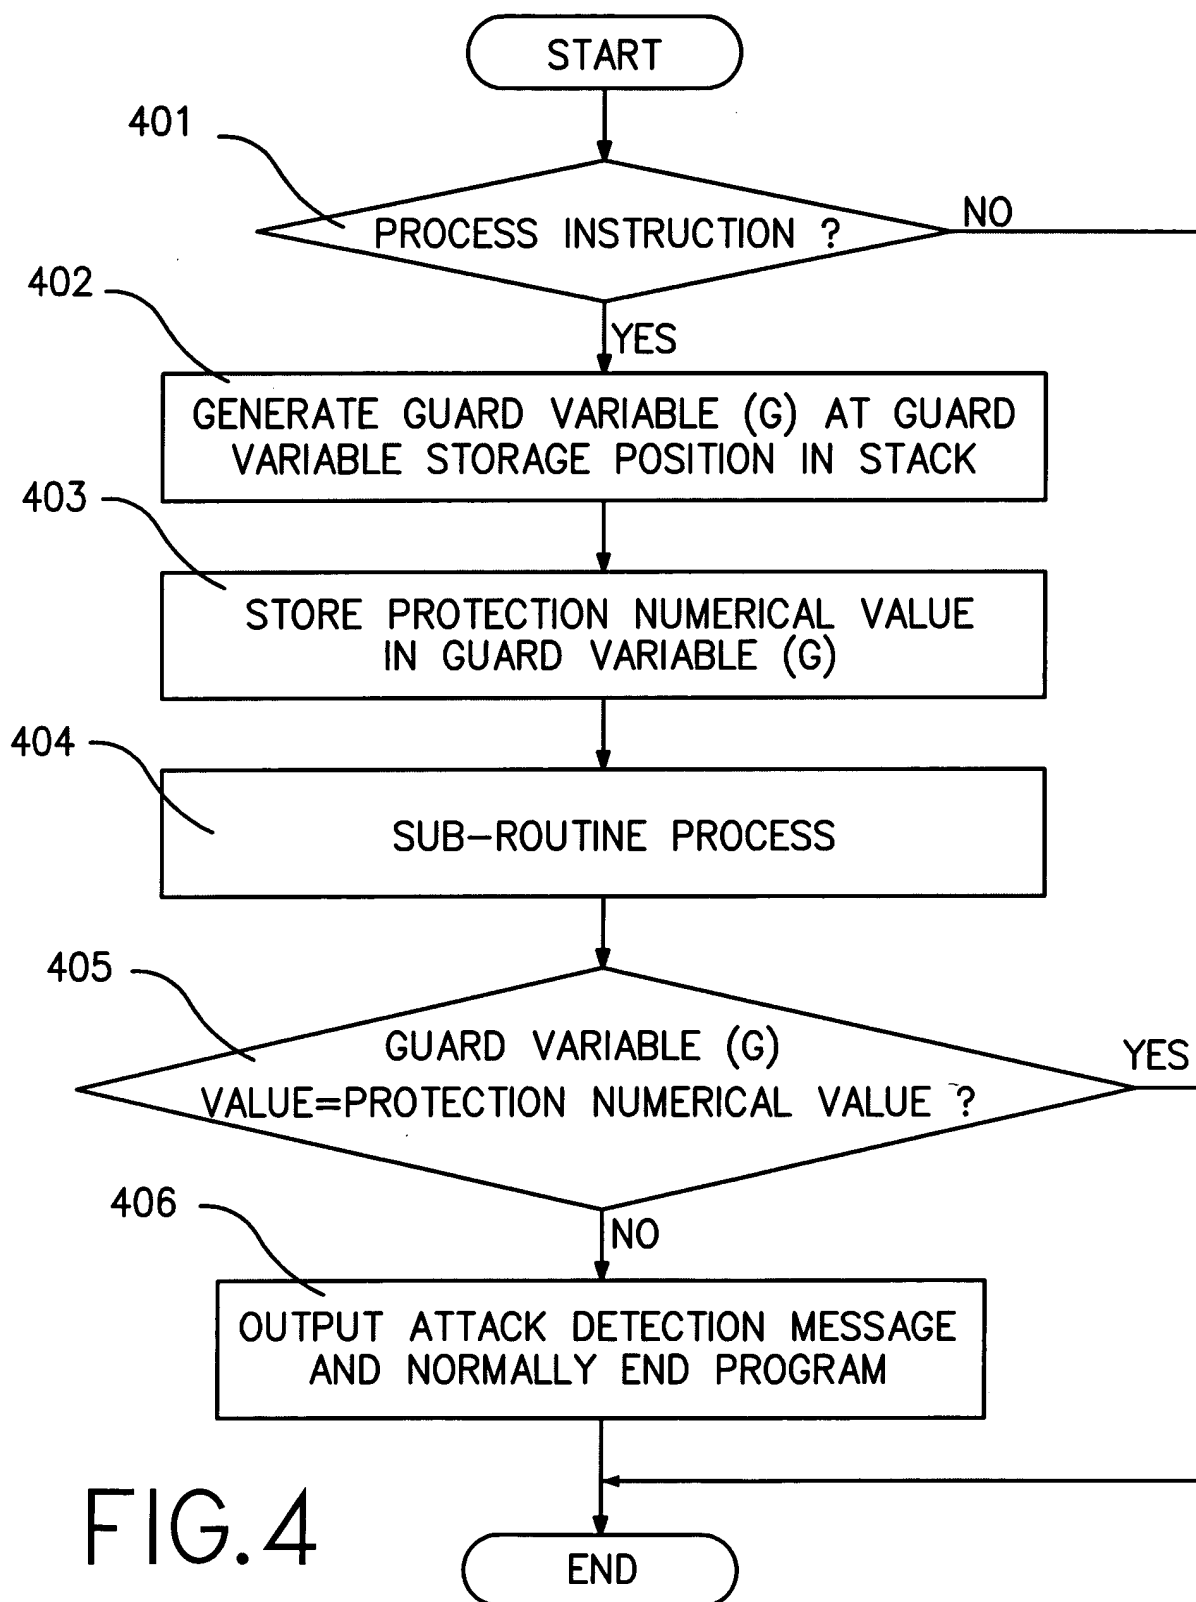 START
401
PROCESS INSTRUCTION ?
NO
402
YES
GENERATE GUARD VARIABLE (G) AT GUARD
VARIABLE STORAGE POSITION IN STACK
403
STORE PROTECTION NUMERICAL VALUE
IN GUARD VARIABLE (G)
404
SUB-ROUTINE PROCESS
405
GUARD VARIABLE (G)
VALUE=PROTECTION NUMERICAL VALUE ?
YES
406
NO
OUTPUT ATTACK DETECTION MESSAGE
AND NORMALLY END PROGRAM
FIG.4
END